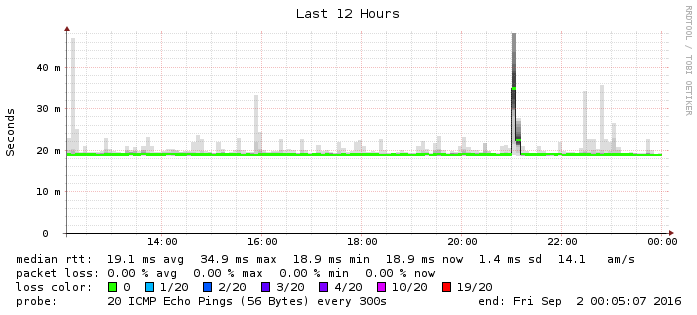 Last 12 Hours
RRDTOOL / TOBI OETIKER
Seconds
40 m
30 m
20 m
10 m
0
14:00 16:00 18:00 20:00 22:00 00:00
median rtt: 19.1 ms avg 34.9 ms max 18.9 ms min 18.9 ms now 1.4 ms sd 14.1 am/s
packet loss: 0.00 % avg 0.00 % max 0.00 % min 0.00 % now
loss color: 0 1/20 2/20 3/20 4/20 10/20 19/20
probe: 20 ICMP Echo Pings (56 Bytes) every 300s end: Fri Sep 2 00:05:07 2016